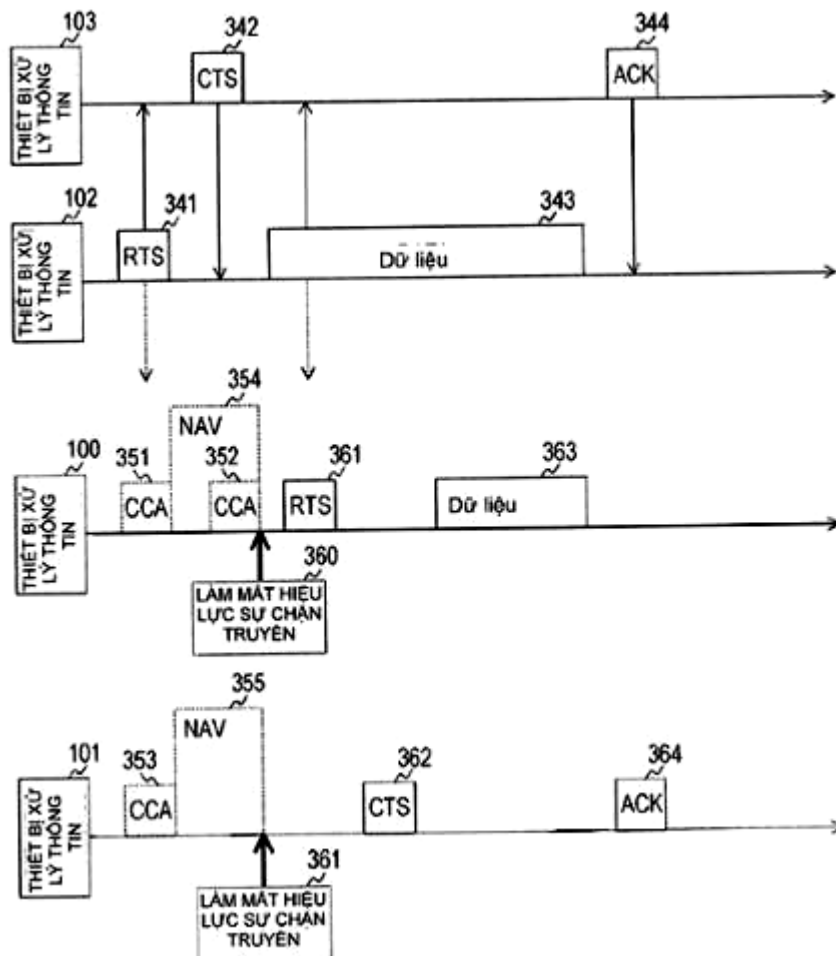 103
342
344
THIẾT BỊ XỬ
LÝ THÔNG
TIN
CTS
ACK
102
341
343
THIẾT BỊ XỬ
LÝ THÔNG
TIN
RTS
Dữ liệu
354
NAV
100
351
352
361
363
THIẾT BỊ XỬ
LÝ THÔNG
TIN
CCA
CCA
RTS
Dữ liệu
360
LÀM MẤT HIỆU
LỰC SỰ CHẶN
TRUYỀN
355
NAV
101
353
362
364
THIẾT BỊ XỬ
LÝ THÔNG
TIN
CCA
CTS
ACK
361
LÀM MẤT HIỆU
LỰC SỰ CHẶN
TRUYỀN